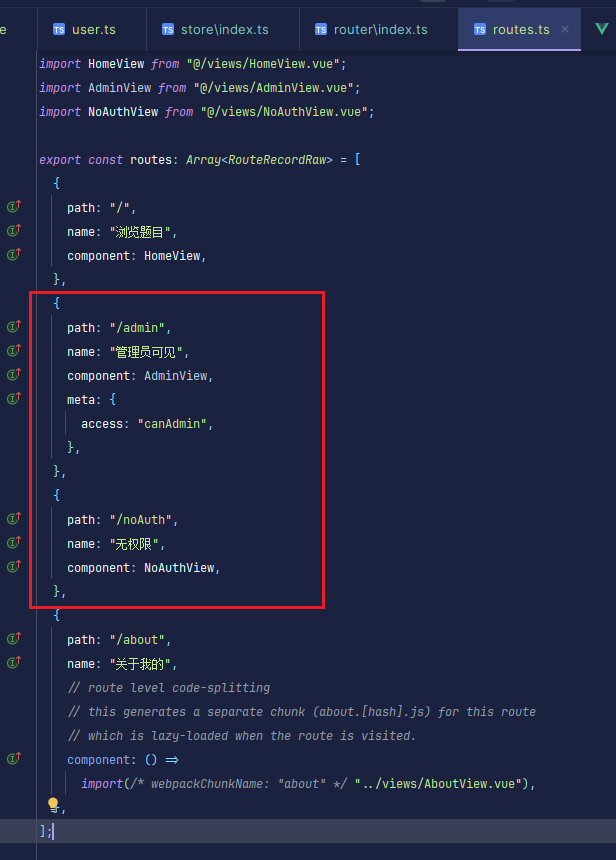 e
TS user.ts
TS store\index.ts
TS router\index.ts
TS routes.ts ×
import HomeView from "@/views/HomeView.vue";
import AdminView from "@/views/AdminView.vue";
import NoAuthView from "@/views/NoAuthView.vue";
export const routes: Array<RouteRecordRaw> = [
{
path: "/",
name: "浏览题目",
component: HomeView,
},
{
path: "/admin",
name: "管理员可见",
component: AdminView,
meta: {
access: "canAdmin",
},
},
{
path: "/noAuth",
name: "无权限",
component: NoAuthView,
},
{
path: "/about",
name: "关于我的",
// route level code-splitting
// this generates a separate chunk (about.[hash].js) for this route
// which is lazy-loaded when the route is visited.
component: () =>
import(/* webpackChunkName: "about" */ "../views/AboutView.vue"),
},
];